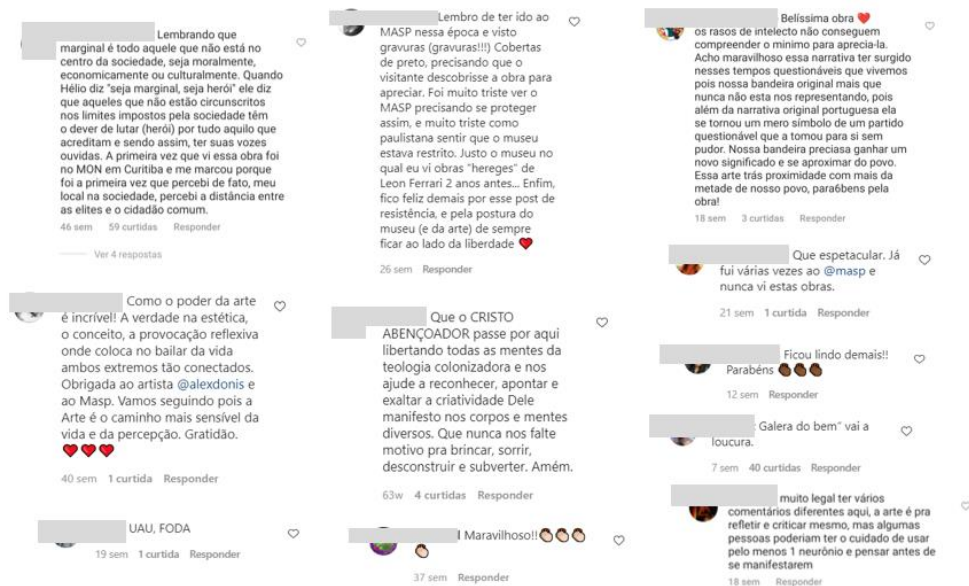 Lembrando que
marginal é todo aquele que não está no
centro da sociedade, seja moralmente,
economicamente ou culturalmente. Quando
Hélio diz "seja marginal, seja herói" ele diz
que aqueles que não estão circunscritos
nos limites impostos pela sociedade têm
o dever de lutar (herói) por tudo aquilo que
acreditam e sendo assim, ter suas vozes
ouvidas. A primeira vez que vi essa obra foi
no MON em Curitiba e me marcou porque
foi a primeira vez que percebi de fato, meu
local na sociedade, percebi a distância entre
as elites e o cidadão comum.
46 sem 59 curtidas Responder
Ver 4 respostas
Como o poder da arte
é incrível! A verdade na estética,
o conceito, a provocação reflexiva
onde coloca no bailar da vida
ambos extremos tão conectados.
Obrigada ao artista @alexdonis e
ao Masp. Vamos seguindo pois a
Arte é o caminho mais sensível da
vida e da percepção. Gratidão.
❤️❤️❤️
40 sem 1 curtida Responder
UAU, FODA
19 sem 1 curtida Responder
Lembro de ter ido ao
MASP nessa época e visto
gravuras (gravuras!!!) Cobertas
de preto, precisando que o
visitante descobrisse a obra para
apreciar. Foi muito triste ver o
MASP precisando se proteger
assim, e muito triste como
paulistana sentir que o museu
estava restrito. Justo o museu no
qual eu vi obras "hereges" de
Leon Ferrari 2 anos antes... Enfim,
fico feliz demais por esse post de
resistência, e pela postura do
museu (e da arte) de sempre
ficar ao lado da liberdade ❤️
26 sem Responder
Que o CRISTO
ABENÇOADOR passe por aqui
libertando todas as mentes da
teologia colonizadora e nos
ajude a reconhecer, apontar e
exaltar a criatividade Dele
manifesto nos corpos e mentes
diversos. Que nunca nos falte
motivo pra brincar, sorrir,
desconstruir e subverter. Amém.
63w 4 curtidas Responder
l Maravilhoso!!👏🏻👏🏻👏🏻
👏🏻
37 sem Responder
Belíssima obra ❤️
os rasos de intelecto não conseguem
compreender o minimo para aprecia-la.
Acho maravilhoso essa narrativa ter surgido
nesses tempos questionáveis que vivemos
pois nossa bandeira original mais que
nunca não esta nos representando, pois
além da narrativa original portuguesa ela
se tornou um mero símbolo de um partido
questionável que a tomou para si sem
pudor. Nossa bandeira precisa ganhar um
novo significado e se aproximar do povo.
Essa arte trás proximidade com mais da
metade de nosso povo, para6bens pela
obra!
18 sem 3 curtidas Responder
Que espetacular. Já
fui várias vezes ao @masp e
nunca vi estas obras.
21 sem 1 curtida Responder
Ficou lindo demais!!
Parabéns 👏🏾👏🏾👏🏾
12 sem Responder
Galera do bem" vai a
loucura.
7 sem 40 curtidas Responder
muito legal ter vários
comentários diferentes aqui, a arte é pra
refletir e criticar mesmo, mas algumas
pessoas poderiam ter o cuidado de usar
pelo menos 1 neurônio e pensar antes de
se manifestarem
18 sem Responder